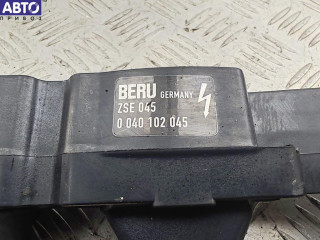 АВТО
ПРИВОЗ
BERU GERMANY
ZSE 045
0 040 102 045